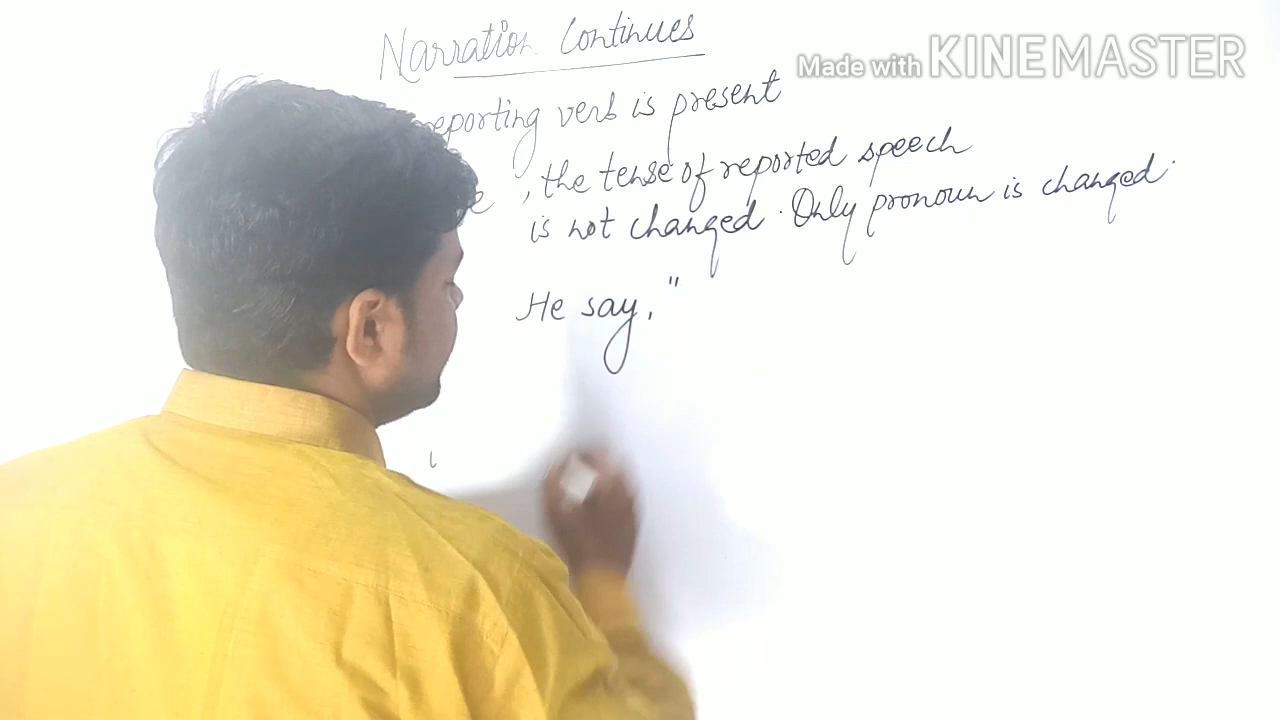 Narration Continues
Made with KINEMASTER
reporting verb is present
, the tense of reported speech
is not changed. Only pronoun is changed.
He say, "